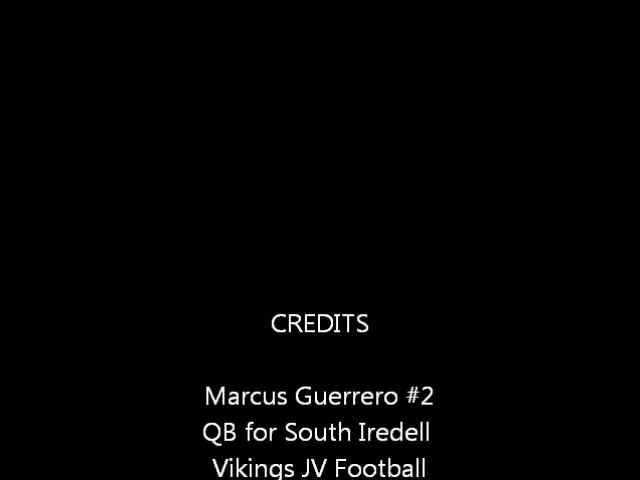 CREDITS
Marcus Guerrero #2
QB for South Iredell
Vikings JV Football